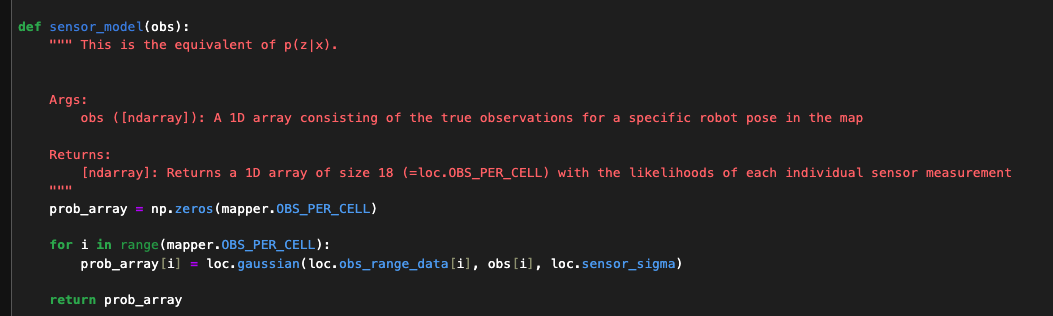 def sensor_model(obs):
    """ This is the equivalent of p(z|x).
    Args:
        obs ([ndarray]): A 1D array consisting of the true observations for a specific robot pose in the map
    Returns:
        [ndarray]: Returns a 1D array of size 18 (=loc.OBS_PER_CELL) with the likelihoods of each individual sensor measurement
    """
    prob_array = np.zeros(mapper.OBS_PER_CELL)
    for i in range(mapper.OBS_PER_CELL):
        prob_array[i] = loc.gaussian(loc.obs_range_data[i], obs[i], loc.sensor_sigma)
    return prob_array